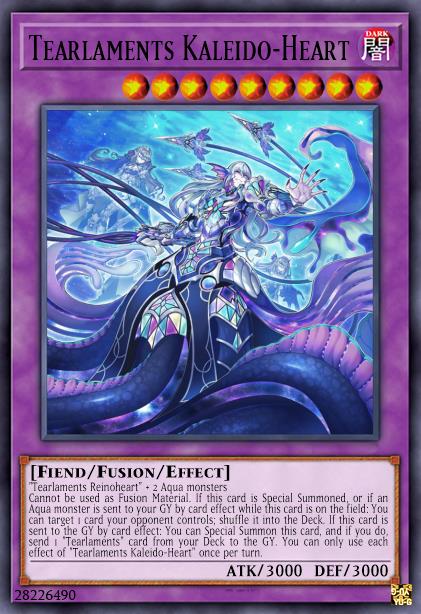 Tearlaments Kaleido-Heart
DARK
闇
[Fiend/Fusion/Effect]
"Tearlaments Reinoheart" + 2 Aqua monsters
Cannot be used as Fusion Material. If this card is Special Summoned, or if an
Aqua monster is sent to your GY by card effect while this card is on the field: You
can target 1 card your opponent controls; shuffle it into the Deck. If this card is
sent to the GY by card effect: You can Special Summon this card, and if you do,
send 1 "Tearlaments" card from your Deck to the GY. You can only use each
effect of "Tearlaments Kaleido-Heart" once per turn.
ATK/3000 DEF/3000
28226490